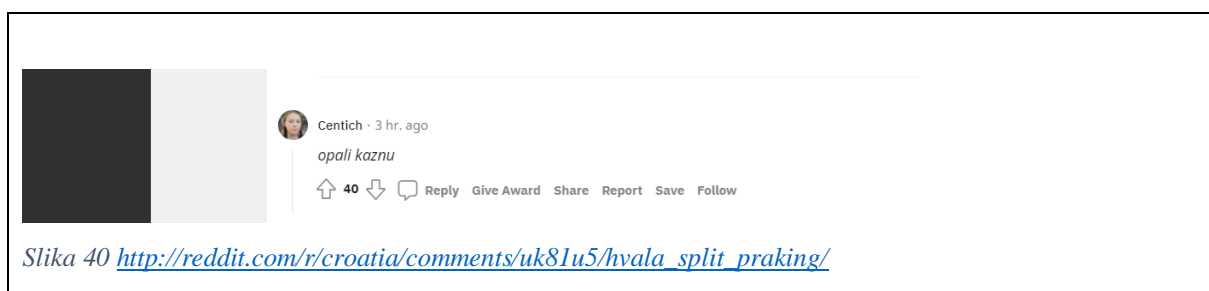 Centich · 3 hr. ago
opali kaznu
40 Reply Give Award Share Report Save Follow
Slika 40 http://reddit.com/r/croatia/comments/uk81u5/hvala_split_praking/